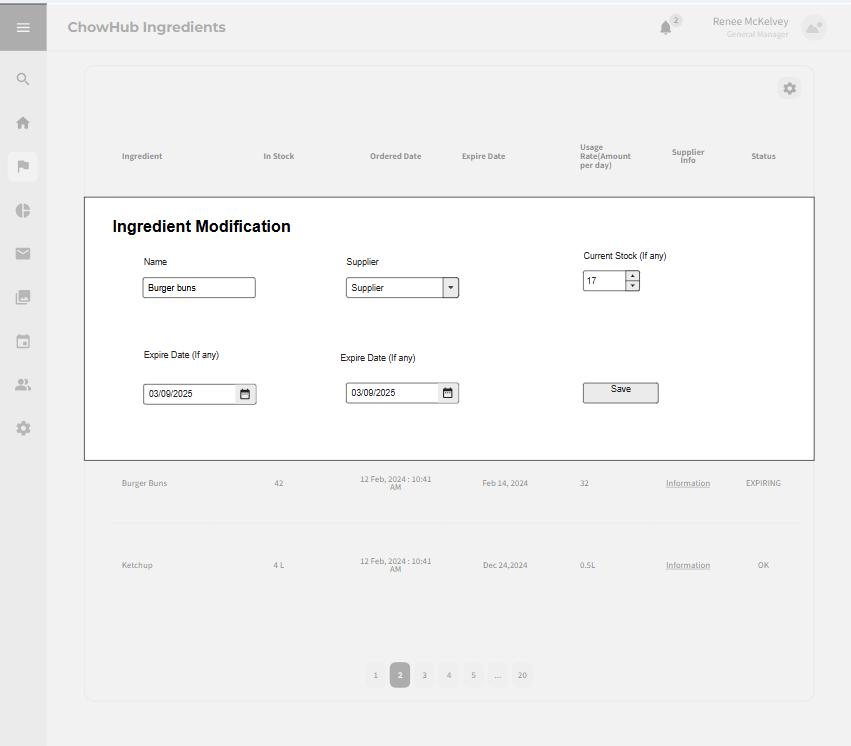 ChowHub Ingredients
2
Renee McKelvey
General Manager
Ingredient
In Stock
Ordered Date
Expire Date
Usage
Rate(Amount
per day)
Supplier
Info
Status
Ingredient Modification
Name
Supplier
Current Stock (If any)
Burger buns
Supplier
17
Expire Date (If any)
Expire Date (If any)
03/09/2025
03/09/2025
Save
Burger Buns
42
12 Feb, 2024 : 10:41
AM
Feb 14, 2024
32
Information
EXPIRING
Ketchup
4 L
12 Feb, 2024 : 10:41
AM
Dec 24,2024
0.5L
Information
OK
1
2
3
4
5
...
20